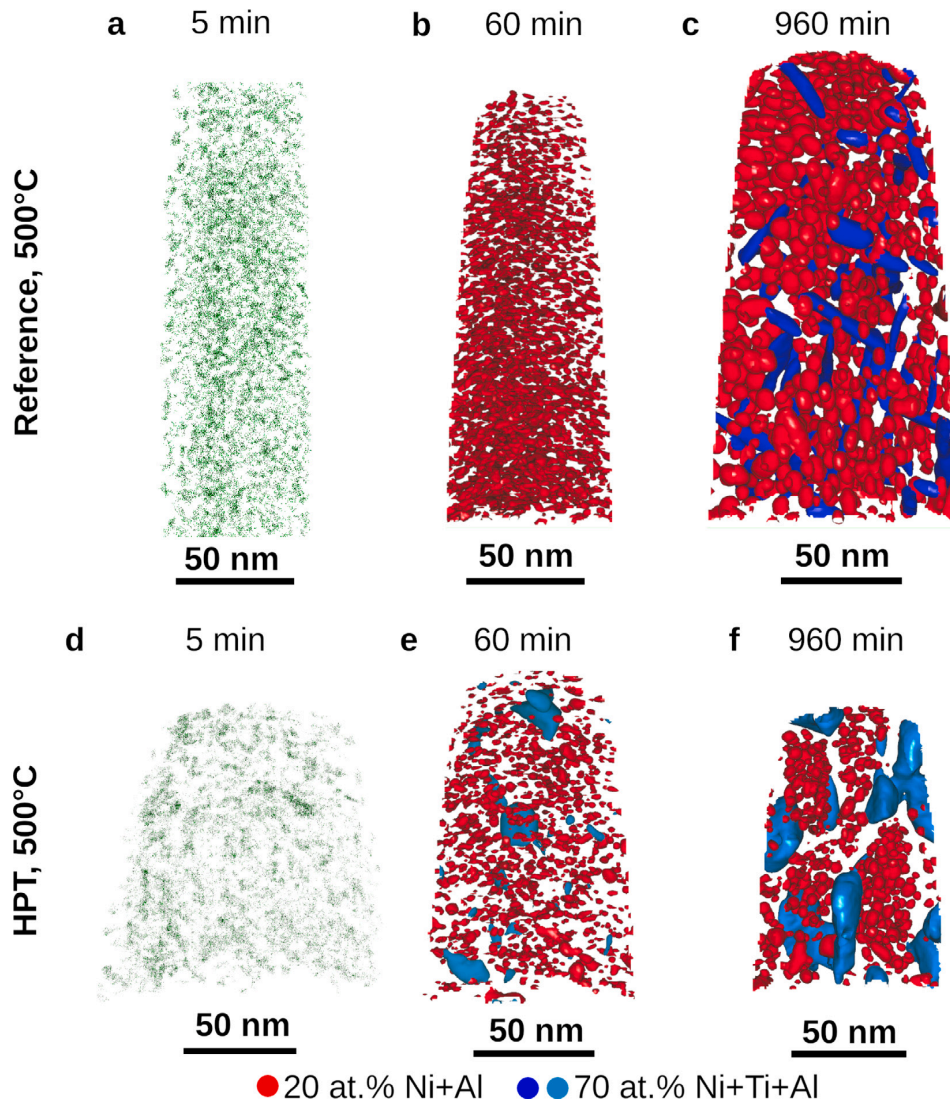 a 5 min
b 60 min
c 960 min
Reference, 500°C
50 nm
50 nm
50 nm
d 5 min
e 60 min
f 960 min
HPT, 500°C
50 nm
50 nm
50 nm
20 at.% Ni+Al
70 at.% Ni+Ti+Al